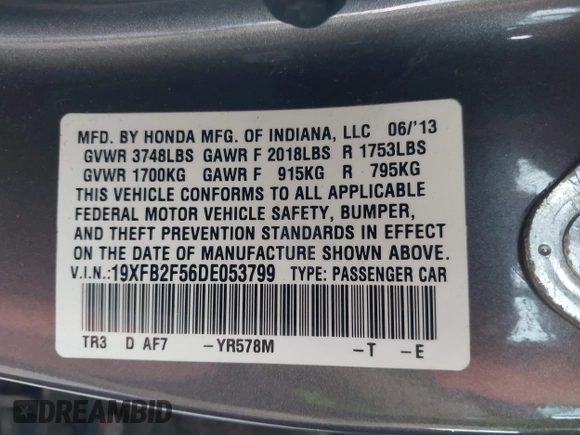 MFD. BY HONDA MFG. OF INDIANA, LLC 06/'13
GVWR 3748LBS GAWR F 2018LBS R 1753LBS
GVWR 1700KG GAWR F 915KG R 795KG
THIS VEHICLE CONFORMS TO ALL APPLICABLE
FEDERAL MOTOR VEHICLE SAFETY, BUMPER,
AND THEFT PREVENTION STANDARDS IN EFFECT
ON THE DATE OF MANUFACTURE SHOWN ABOVE.
V.I.N.:19XFB2F56DE053799 TYPE: PASSENGER CAR
TR3 D AF7 -YR578M -T -E
DREAMBID